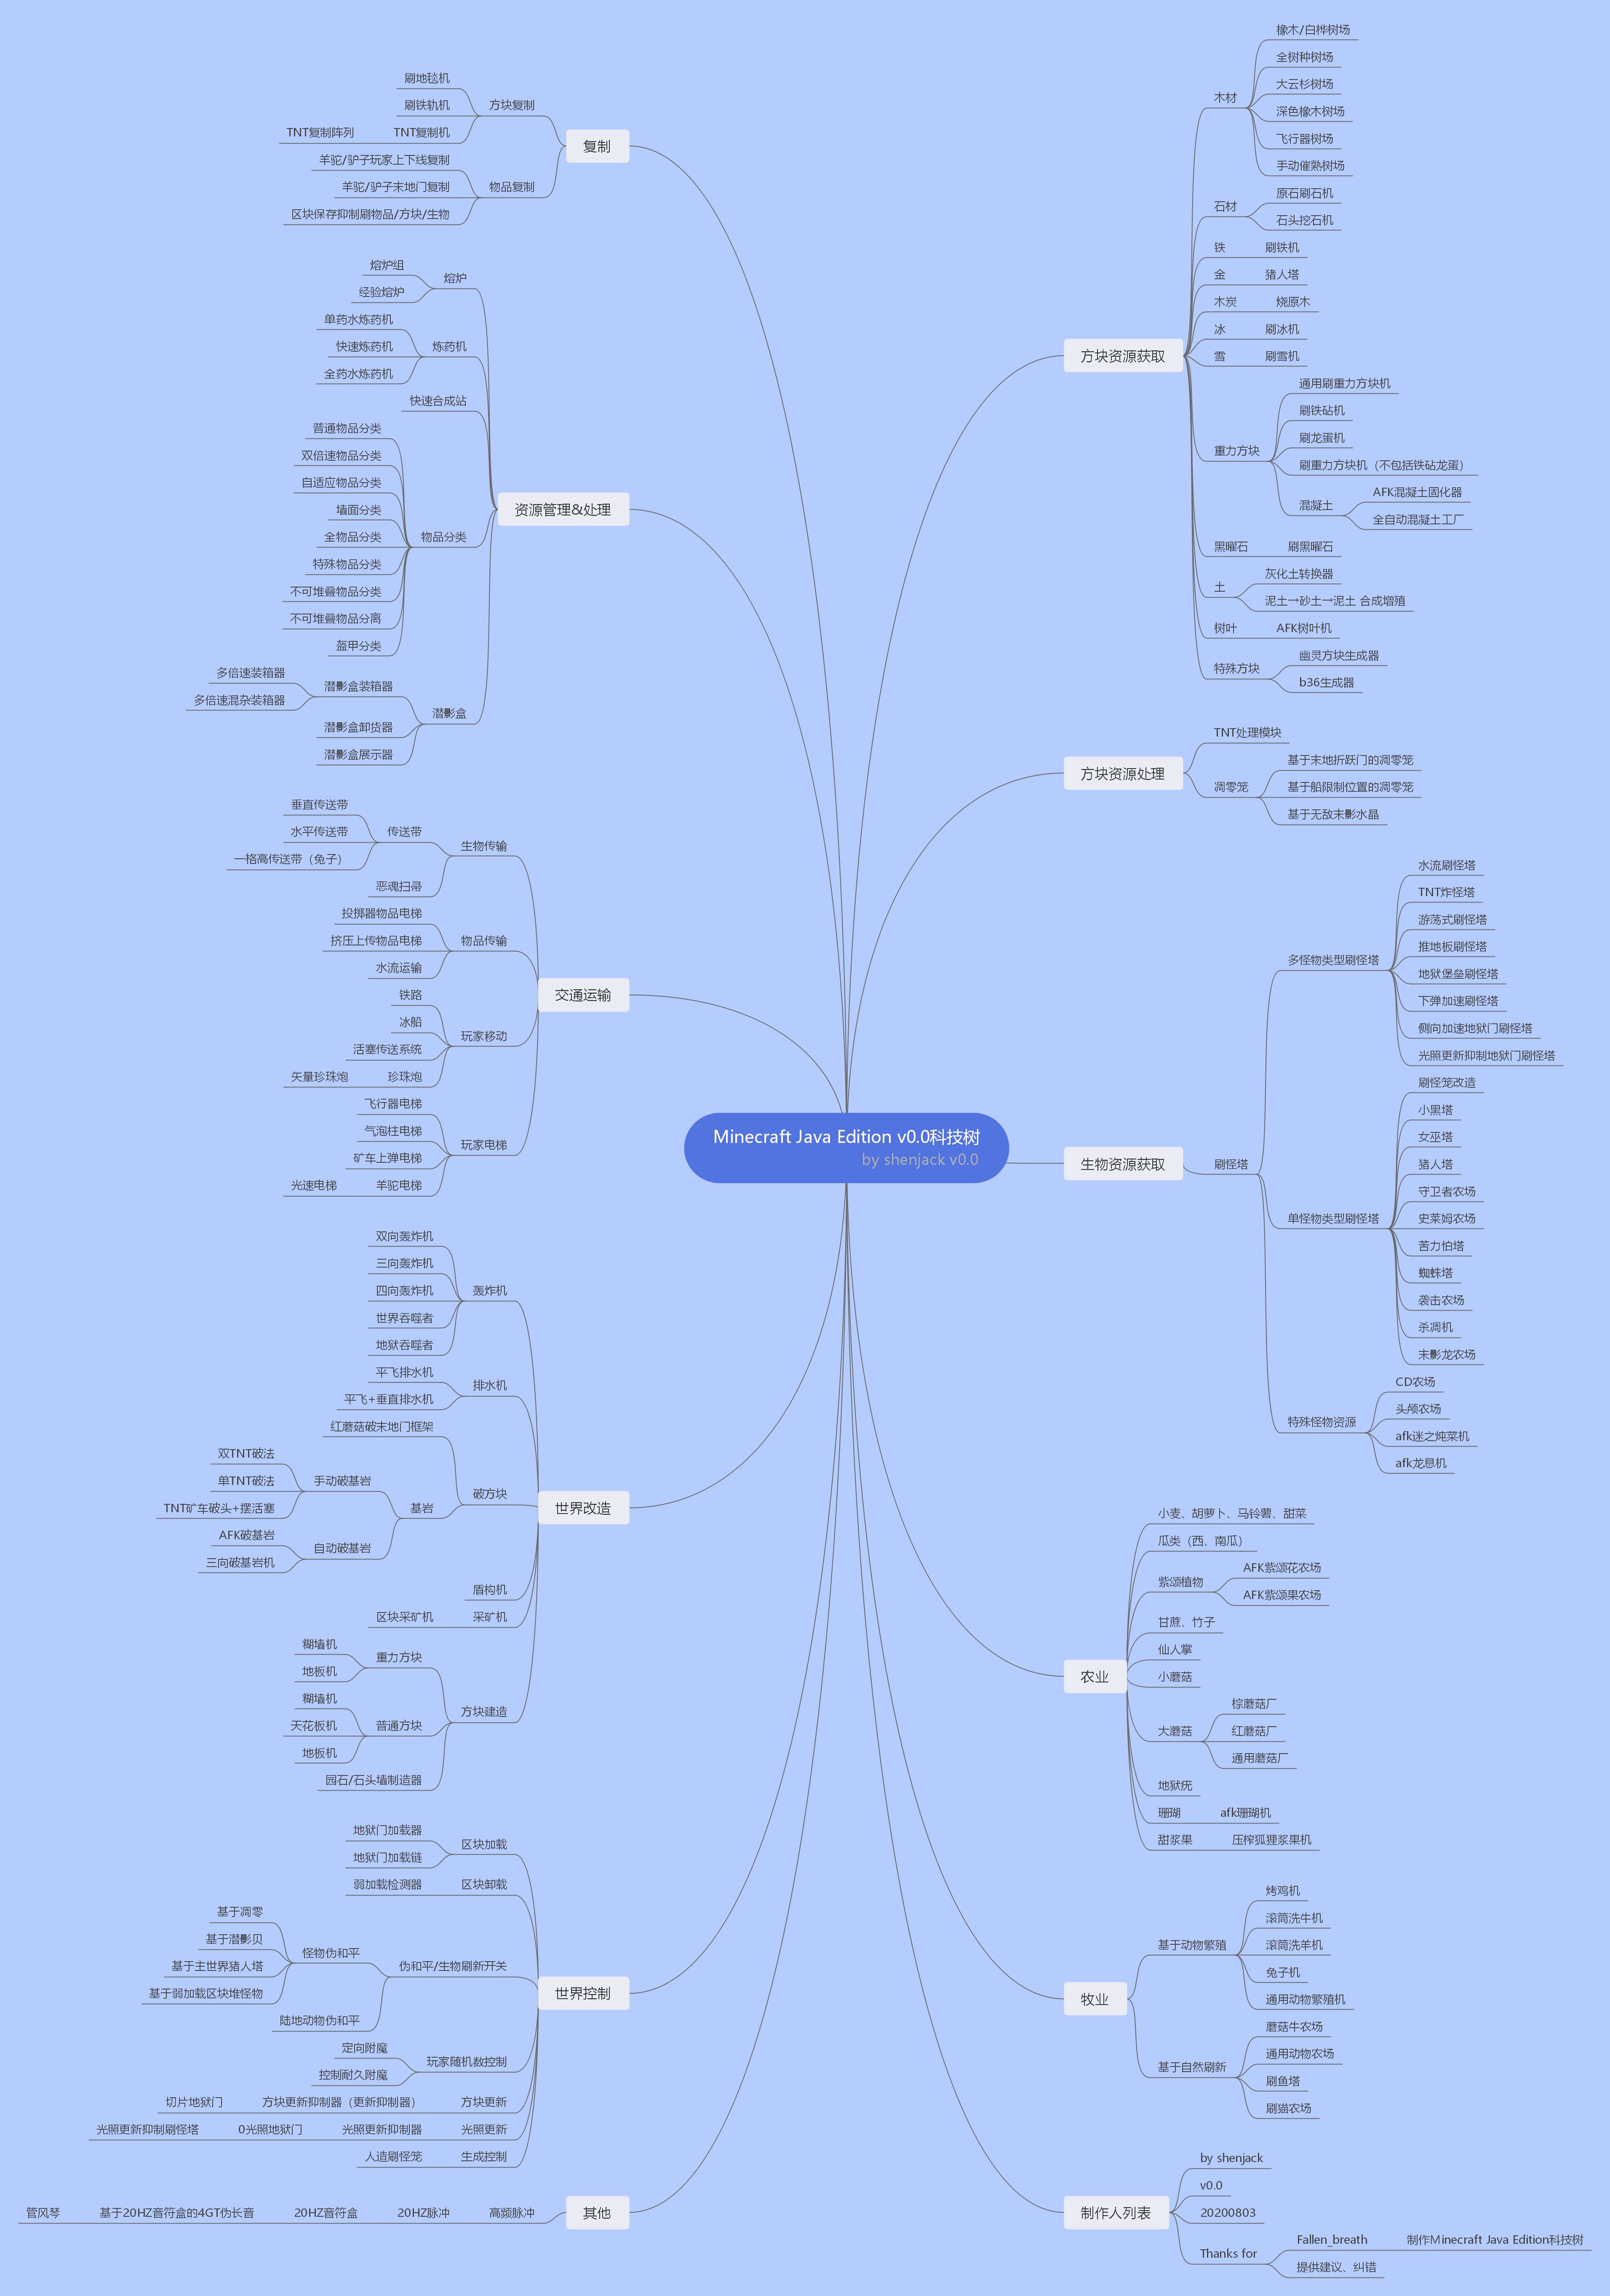 Minecraft Java Edition v0.0科技树
by shenjack v0.0
复制
方块复制
刷地毯机
刷铁轨机
TNT复制机
TNT复制阵列
物品复制
羊驼/驴子玩家上下线复制
羊驼/驴子末地门复制
区块保存抑制刷物品/方块/生物
资源管理&处理
熔炉
熔炉组
经验熔炉
炼药机
单药水炼药机
快速炼药机
全药水炼药机
快速合成站
物品分类
普通物品分类
双倍速物品分类
自适应物品分类
墙面分类
全物品分类
特殊物品分类
不可堆叠物品分类
不可堆叠物品分离
盔甲分类
潜影盒
潜影盒装箱器
多倍速装箱器
多倍速混杂装箱器
潜影盒卸货器
潜影盒展示器
交通运输
生物传输
传送带
垂直传送带
水平传送带
一格高传送带（兔子）
恶魂扫帚
物品传输
投掷器物品电梯
挤压上传物品电梯
水流运输
玩家移动
铁路
冰船
活塞传送系统
珍珠炮
矢量珍珠炮
玩家电梯
飞行器电梯
气泡柱电梯
矿车上弹电梯
羊驼电梯
光速电梯
世界改造
轰炸机
双向轰炸机
三向轰炸机
四向轰炸机
世界吞噬者
地狱吞噬者
排水机
平飞排水机
平飞+垂直排水机
破方块
红蘑菇破末地门框架
基岩
手动破基岩
双TNT破法
单TNT破法
TNT矿车破头+摆活塞
自动破基岩
AFK破基岩
三向破基岩机
盾构机
采矿机
区块采矿机
方块建造
重力方块
糊墙机
地板机
普通方块
糊墙机
天花板机
地板机
园石/石头墙制造器
世界控制
区块加载
地狱门加载器
地狱门加载链
区块卸载
弱加载检测器
伪和平/生物刷新开关
怪物伪和平
基于凋零
基于潜影贝
基于主世界猪人塔
基于弱加载区块堆怪物
陆地动物伪和平
玩家随机数控制
定向附魔
控制耐久附魔
方块更新
方块更新抑制器（更新抑制器）
切片地狱门
光照更新
光照更新抑制器
0光照地狱门
光照更新抑制刷怪塔
生成控制
人造刷怪笼
其他
高频脉冲
20HZ脉冲
20HZ音符盒
基于20HZ音符盒的4GT伪长音
管风琴
方块资源获取
木材
橡木/白桦树场
全树种树场
大云杉树场
深色橡木树场
飞行器树场
手动催熟树场
石材
原石刷石机
石头挖石机
铁
刷铁机
金
猪人塔
木炭
烧原木
冰
刷冰机
雪
刷雪机
重力方块
通用刷重力方块机
刷铁砧机
刷龙蛋机
刷重力方块机（不包括铁砧龙蛋）
混凝土
AFK混凝土固化器
全自动混凝土工厂
黑曜石
刷黑曜石
土
灰化土转换器
泥土→砂土→泥土 合成增殖
树叶
AFK树叶机
特殊方块
幽灵方块生成器
b36生成器
方块资源处理
TNT处理模块
凋零笼
基于末地折跃门的凋零笼
基于船限制位置的凋零笼
基于无敌末影水晶
生物资源获取
刷怪塔
多怪物类型刷怪塔
水流刷怪塔
TNT炸怪塔
游荡式刷怪塔
推地板刷怪塔
地狱堡垒刷怪塔
下弹加速刷怪塔
侧向加速地狱门刷怪塔
光照更新抑制地狱门刷怪塔
单怪物类型刷怪塔
刷怪笼改造
小黑塔
女巫塔
猪人塔
守卫者农场
史莱姆农场
苦力怕塔
蜘蛛塔
袭击农场
杀凋机
末影龙农场
特殊怪物资源
CD农场
头颅农场
afk迷之炖菜机
afk龙息机
农业
小麦、胡萝卜、马铃薯、甜菜
瓜类（西、南瓜）
紫颂植物
AFK紫颂花农场
AFK紫颂果农场
甘蔗、竹子
仙人掌
小蘑菇
大蘑菇
棕蘑菇厂
红蘑菇厂
通用蘑菇厂
地狱疣
珊瑚
afk珊瑚机
甜浆果
压榨狐狸浆果机
牧业
基于动物繁殖
烤鸡机
滚筒洗牛机
滚筒洗羊机
兔子机
通用动物繁殖机
基于自然刷新
蘑菇牛农场
通用动物农场
刷鱼塔
刷猫农场
制作人列表
by shenjack
v0.0
20200803
Thanks for
Fallen_breath
制作Minecraft Java Edition科技树
提供建议、纠错